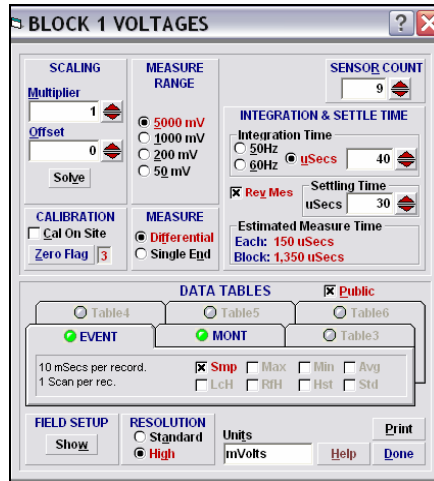 BLOCK 1 VOLTAGES
SCALING
Multiplier
1
Offset
0
Solve
CALIBRATION
Cal On Site
Zero Flag 3
MEASURE
RANGE
5000 mV
1000 mV
200 mV
50 mV
MEASURE
Differential
Single End
SENSOR COUNT
9
INTEGRATION & SETTLE TIME
Integration Time
50Hz
60Hz
uSecs
40
Rev Mes
Settling Time
uSecs
30
Estimated Measure Time
Each: 150 uSecs
Block: 1,350 uSecs
DATA TABLES
Public
Table4
Table5
Table6
EVENT
MONT
Table3
10 mSecs per record.
1 Scan per rec.
Smp Max Min Avg
LcH RfH Hst Std
FIELD SETUP
Show
RESOLUTION
Standard
High
Units
mVolts
Print
Help
Done